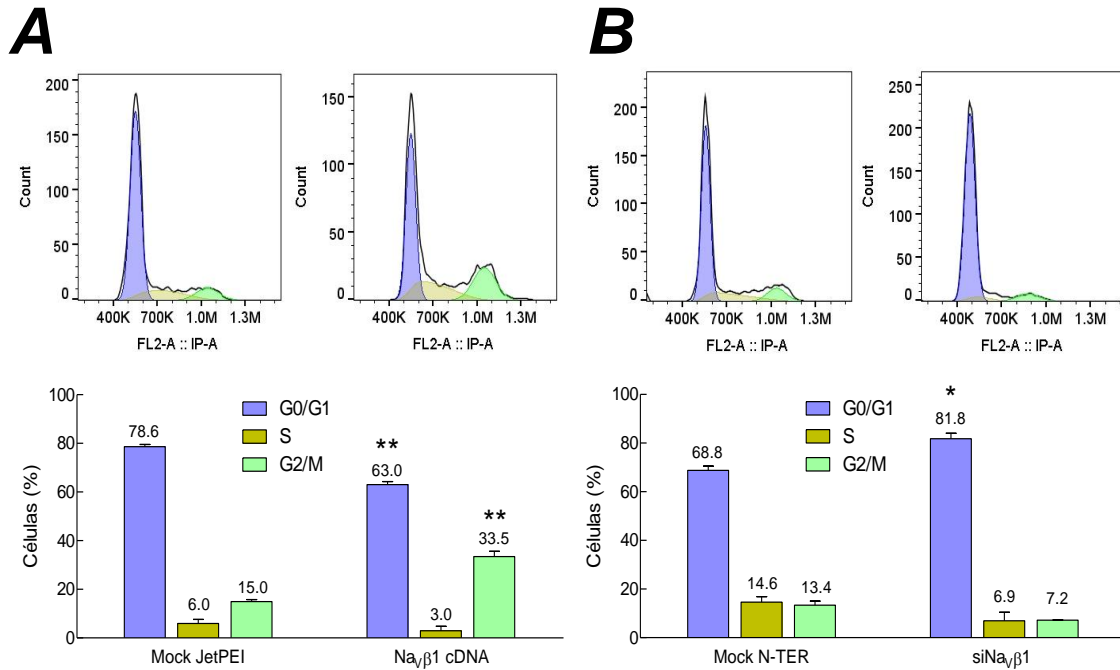 A
B
200
150
100
50
0
Count
400K 700K 1.0M 1.3M
FL2-A :: IP-A
150
100
50
0
Count
400K 700K 1.0M 1.3M
FL2-A :: IP-A
200
150
100
50
0
Count
400K 700K 1.0M 1.3M
FL2-A :: IP-A
250
200
150
100
50
0
Count
400K 700K 1.0M 1.3M
FL2-A :: IP-A
100
80
60
40
20
0
Células (%)
G0/G1
S
G2/M
78.6
6.0
15.0
**
63.0
3.0
**
33.5
Mock JetPEI
NaVβ1 cDNA
100
80
60
40
20
0
Células (%)
G0/G1
S
G2/M
68.8
14.6
13.4
*
81.8
6.9
7.2
Mock N-TER
siNaVβ1